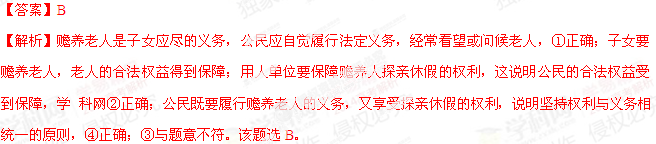 【答案】B
【解析】赡养老人是子女应尽的义务，公民应自觉履行法定义务，经常看望或问候老人，①正确；子女要
赡养老人，老人的合法权益得到保障；用人单位要保障赡养人探亲休假的权利，这说明公民的合法权益受
到保障，学 科网②正确；公民既要履行赡养老人的义务，又享受探亲休假的权利，说明坚持权利与义务相
统一的原则，④正确；③与题意不符。该题选 B。